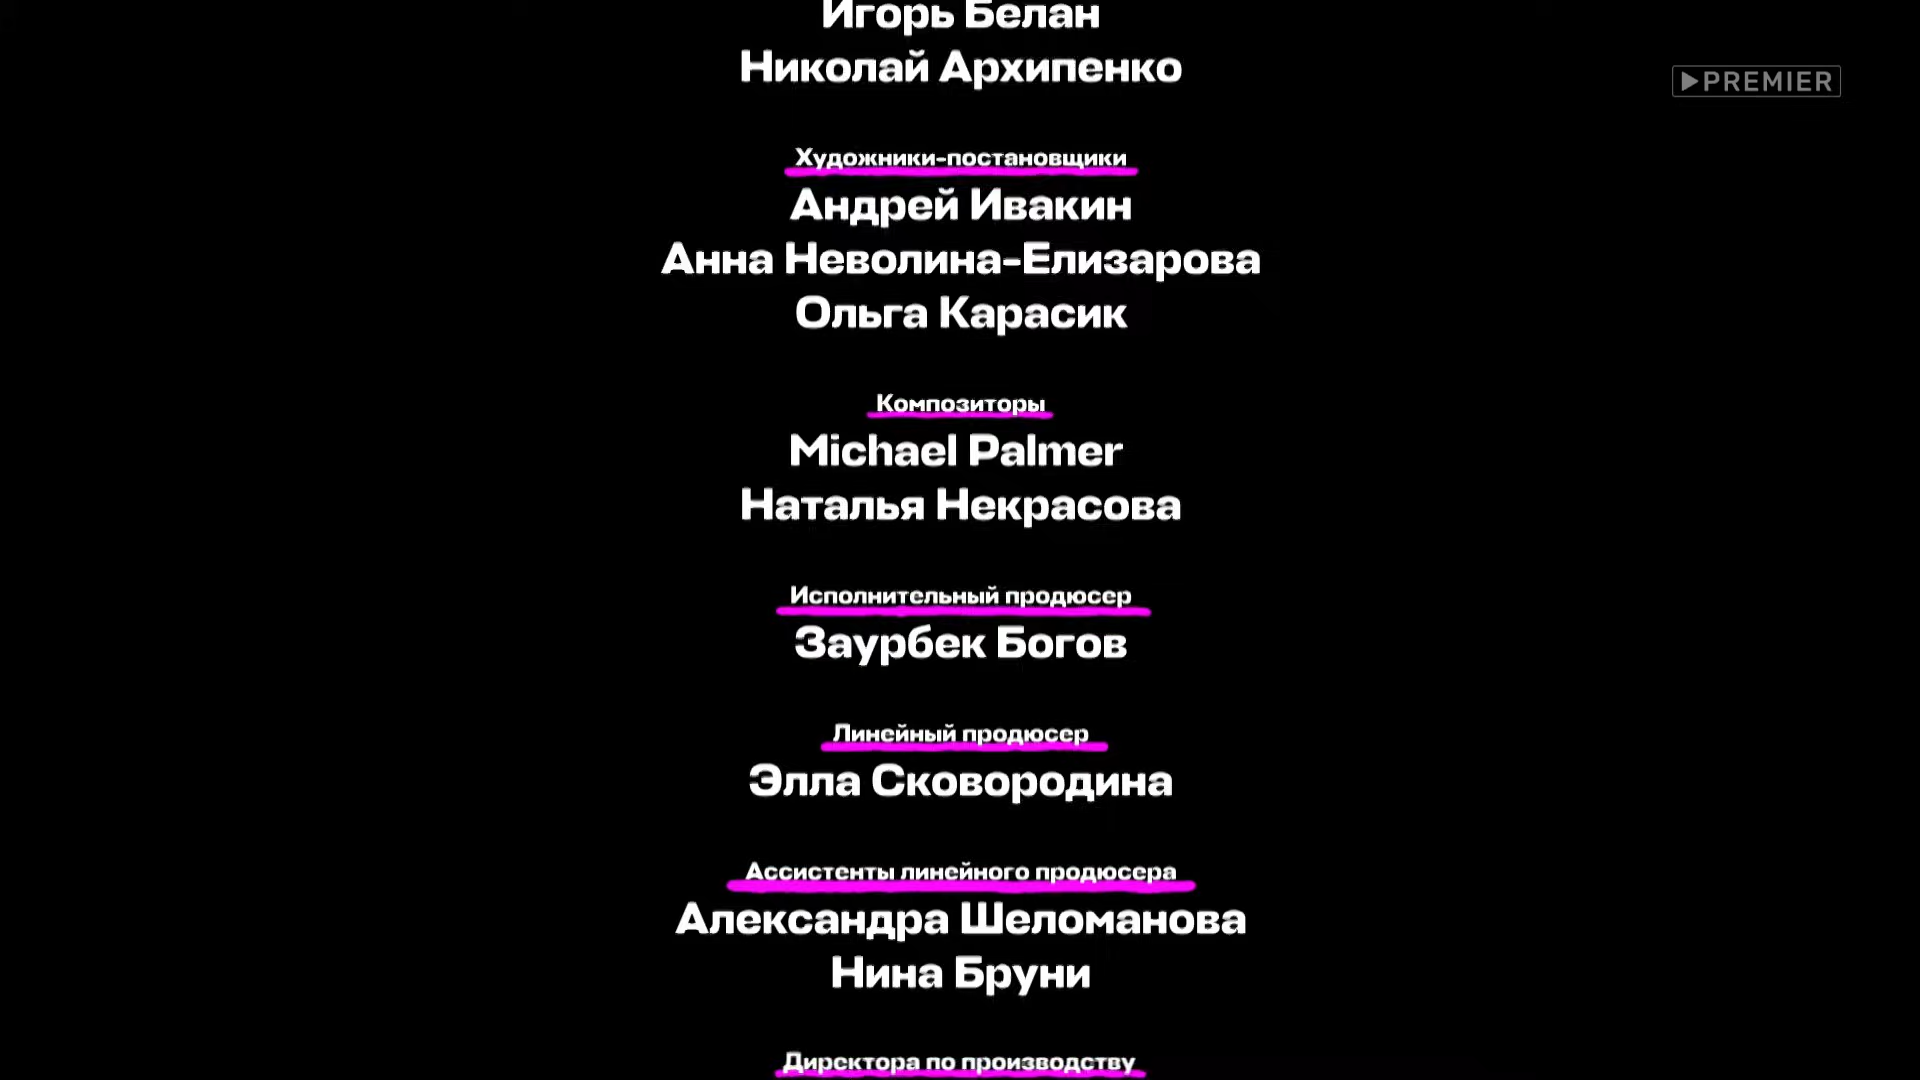 Игорь Белан
Николай Архипенко
PREMIER
Художники-постановщики
Андрей Ивакин
Анна Неволина-Елизарова
Ольга Карасик
Композиторы
Michael Palmer
Наталья Некрасова
Исполнительный продюсер
Заурбек Богов
Линейный продюсер
Элла Сковородина
Ассистенты линейного продюсера
Александра Шеломанова
Нина Бруни
Директора по производству